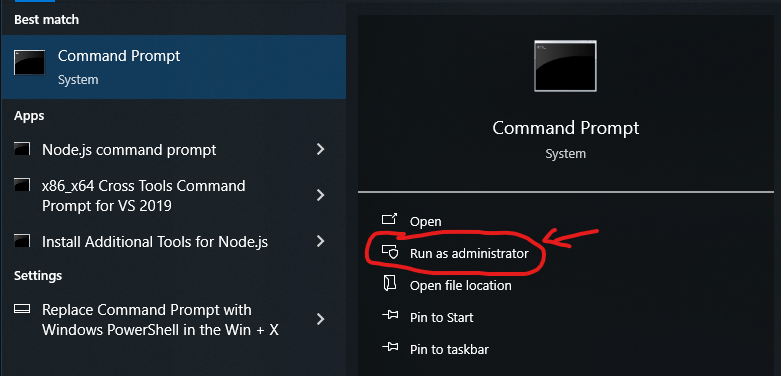 Best match
Command Prompt
System
Apps
Node.js command prompt
x86_x64 Cross Tools Command
Prompt for VS 2019
Install Additional Tools for Node.js
Settings
Replace Command Prompt with
Windows PowerShell in the Win + X
Command Prompt
System
Open
Run as administrator
Open file location
Pin to Start
Pin to taskbar